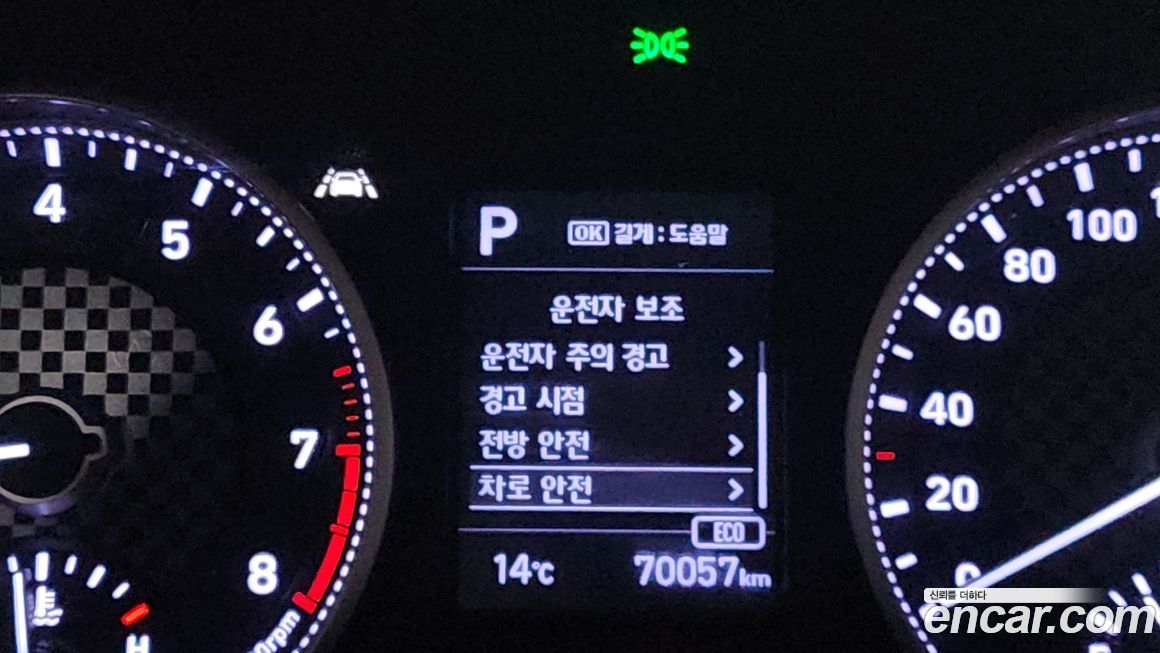 4
5
6
7
8
H
P OK 길게 : 도움말
운전자 보조
운전자 주의 경고
경고 시점
전방 안전
차로 안전
ECO
14℃ 70057km
100
80
60
40
20
0
신뢰를 더하다
encar.com